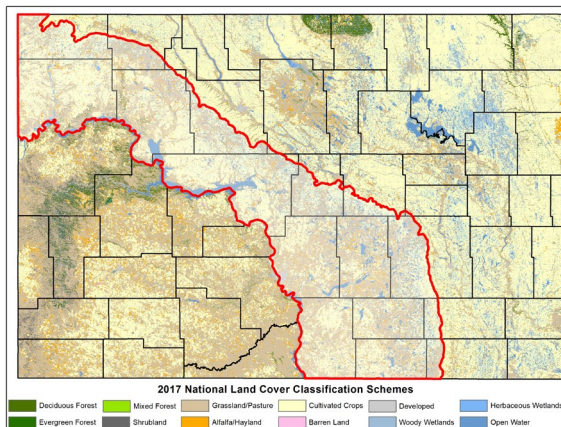 2017 National Land Cover Classification Schemes
Deciduous Forest Mixed Forest Grassland/Pasture Cultivated Crops Developed Herbaceous Wetlands
Evergreen Forest Shrubland Alfalfa/Hayland Barren Land Woody Wetlands Open Water